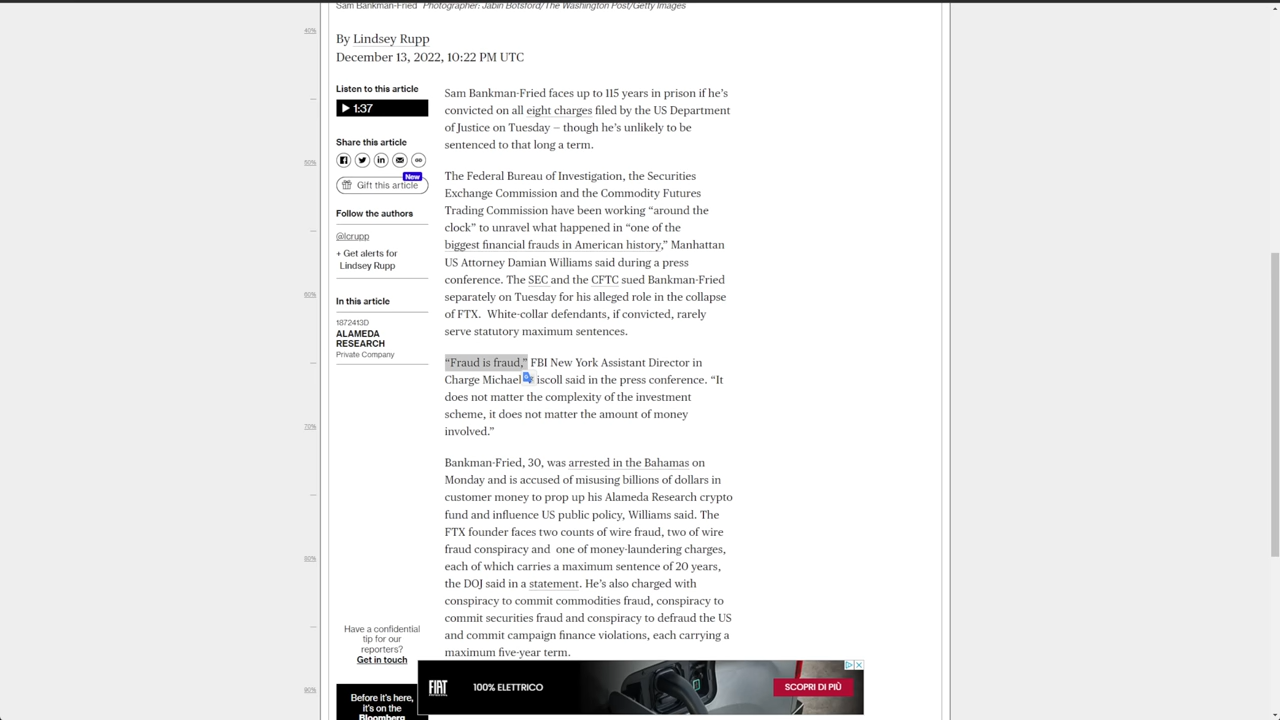 Sam Bankman-Fried Photographer: Jabin Botsford/The Washington Post/Getty Images
By Lindsey Rupp
December 13, 2022, 10:22 PM UTC
Listen to this article
1:37
Share this article
New
Gift this article
Follow the authors
@lcrupp
+ Get alerts for
Lindsey Rupp
In this article
1872413D
ALAMEDA
RESEARCH
Private Company
Sam Bankman-Fried faces up to 115 years in prison if he’s
convicted on all eight charges filed by the US Department
of Justice on Tuesday – though he’s unlikely to be
sentenced to that long a term.
The Federal Bureau of Investigation, the Securities
Exchange Commission and the Commodity Futures
Trading Commission have been working “around the
clock” to unravel what happened in “one of the
biggest financial frauds in American history,” Manhattan
US Attorney Damian Williams said during a press
conference. The SEC and the CFTC sued Bankman-Fried
separately on Tuesday for his alleged role in the collapse
of FTX. White-collar defendants, if convicted, rarely
serve statutory maximum sentences.
“Fraud is fraud,” FBI New York Assistant Director in
Charge Michael iscoll said in the press conference. “It
does not matter the complexity of the investment
scheme, it does not matter the amount of money
involved.”
Bankman-Fried, 30, was arrested in the Bahamas on
Monday and is accused of misusing billions of dollars in
customer money to prop up his Alameda Research crypto
fund and influence US public policy, Williams said. The
FTX founder faces two counts of wire fraud, two of wire
fraud conspiracy and one of money-laundering charges,
each of which carries a maximum sentence of 20 years,
the DOJ said in a statement. He’s also charged with
conspiracy to commit commodities fraud, conspiracy to
commit securities fraud and conspiracy to defraud the US
and commit campaign finance violations, each carrying a
maximum five-year term.
Have a confidential
tip for our
reporters?
Get in touch
Before it’s here,
it’s on the
Bloomberg
FIAT
100% ELETTRICO
SCOPRI DI PIÙ
40%
50%
60%
70%
80%
90%